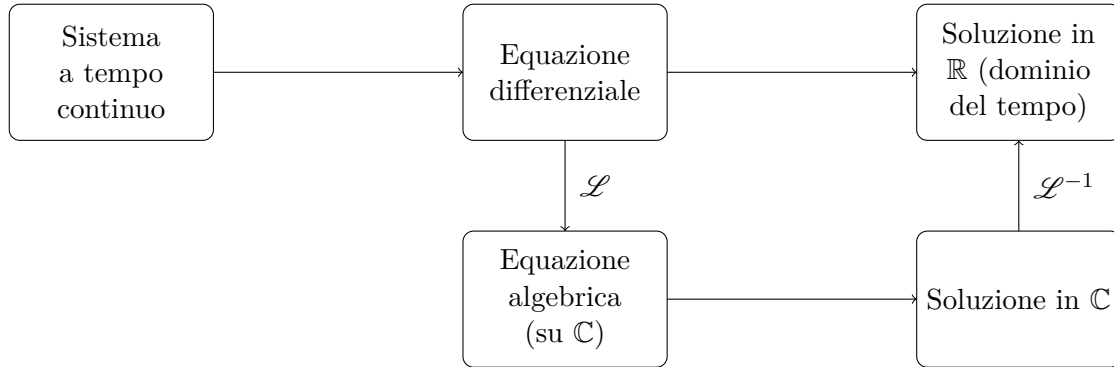 Sistema
a tempo
continuo
Equazione
differenziale
Soluzione in
ℝ (dominio
del tempo)
ℒ
ℒ⁻¹
Equazione
algebrica
(su ℂ)
Soluzione in ℂ